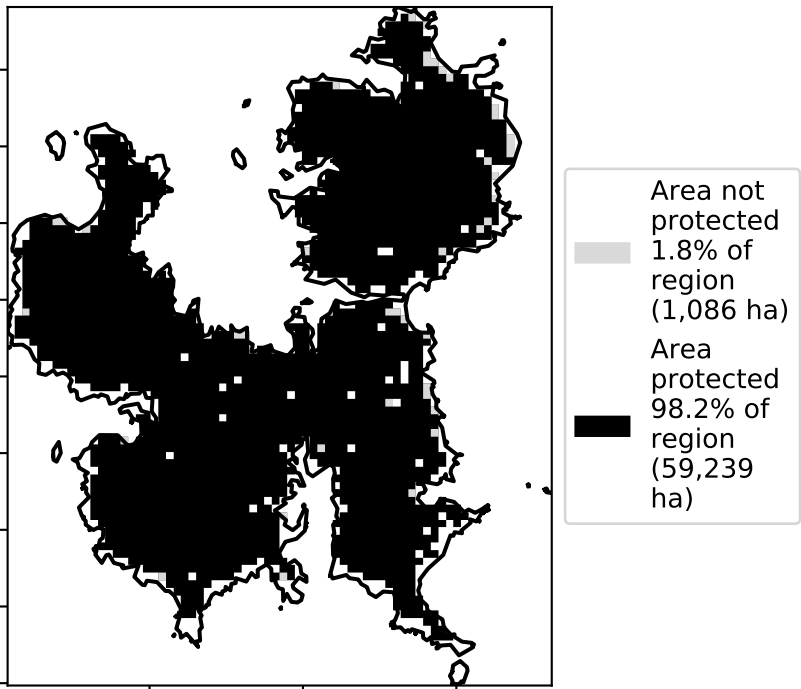 Area not
protected
1.8% of
region
(1,086 ha)
Area
protected
98.2% of
region
(59,239
ha)